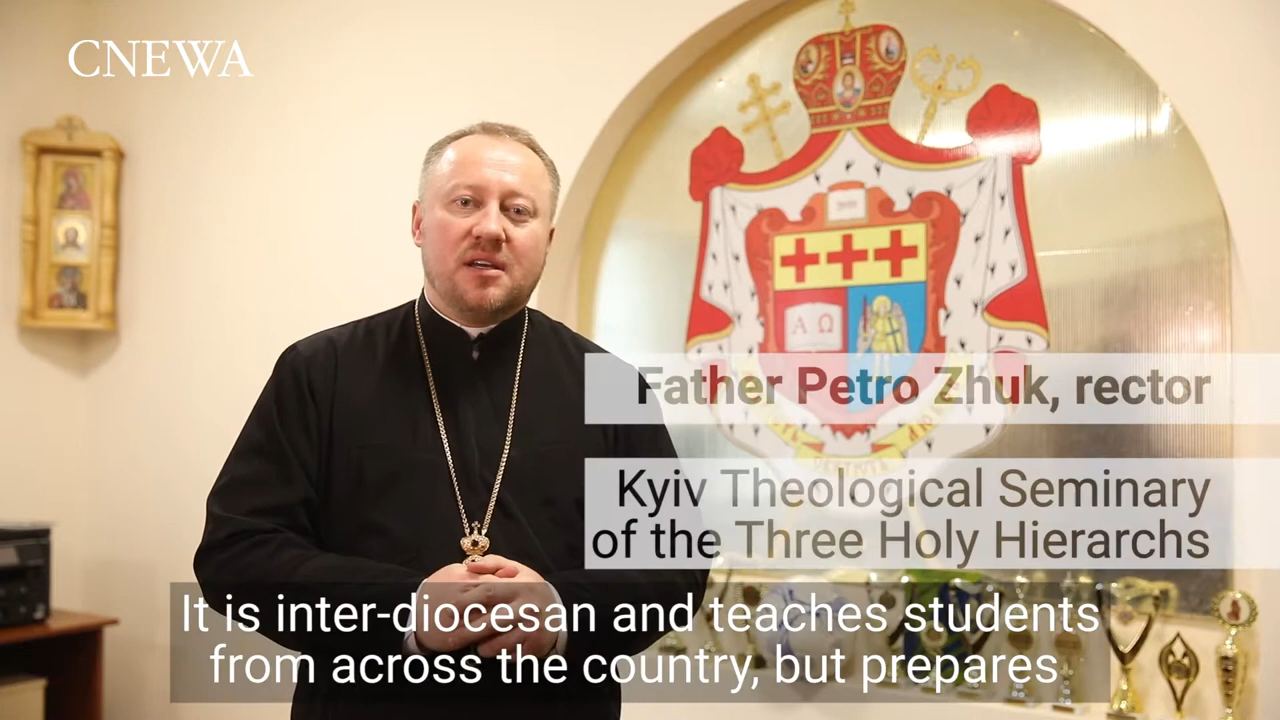 CNEWA
Α Ω
Father Petro Zhuk, rector
Kyiv Theological Seminary
of the Three Holy Hierarchs
It is inter-diocesan and teaches students
from across the country, but prepares